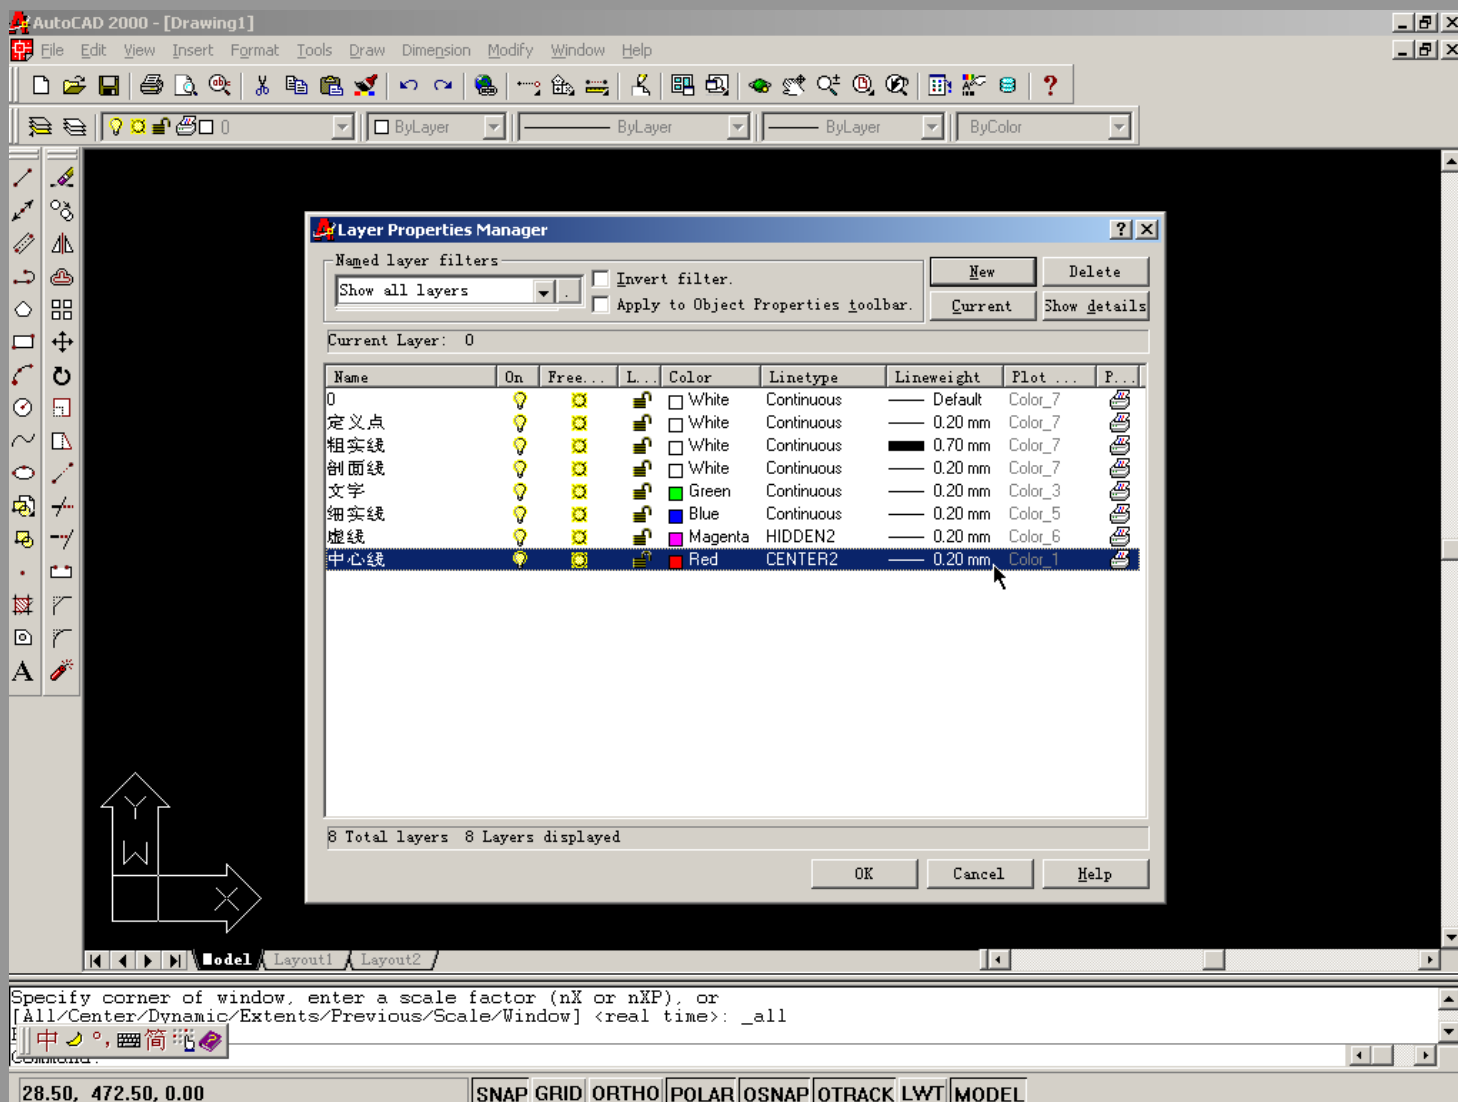 AutoCAD 2000 - [Drawing1]
File Edit View Insert Format Tools Draw Dimension Modify Window Help
0 ByLayer ByLayer ByLayer ByColor
Layer Properties Manager
Named layer filters
Show all layers
Invert filter.
Apply to Object Properties toolbar.
New Delete
Current Show details
Current Layer: 0
Name On Free... L... Color Linetype Lineweight Plot ... P...
0 White Continuous Default Color_7
定义点 White Continuous 0.20 mm Color_7
粗实线 White Continuous 0.70 mm Color_7
剖面线 White Continuous 0.20 mm Color_7
文字 Green Continuous 0.20 mm Color_3
细实线 Blue Continuous 0.20 mm Color_5
虚线 Magenta HIDDEN2 0.20 mm Color_6
中心线 Red CENTER2 0.20 mm Color_1
8 Total layers 8 Layers displayed
OK Cancel Help
A
Y
W
X
Model Layout1 Layout2
Specify corner of window, enter a scale factor (nX or nXP), or
[All/Center/Dynamic/Extents/Previous/Scale/Window] <real time>: _all
中 简
Command:
28.50, 472.50, 0.00 SNAP GRID ORTHO POLAR OSNAP OTRACK LWT MODEL